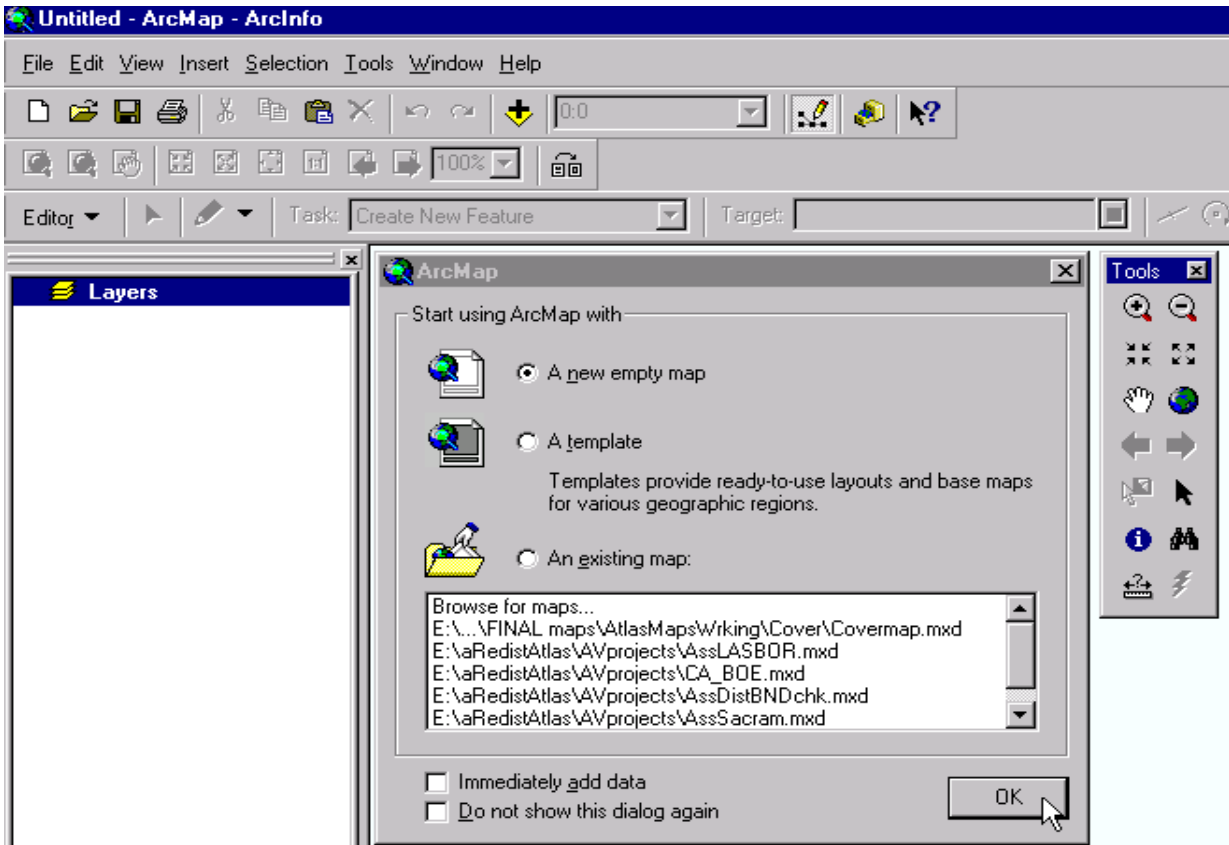 Untitled - ArcMap - ArcInfo
File Edit View Insert Selection Tools Window Help
0:0
100%
1:1
Editor Task: Create New Feature Target:
Layers
ArcMap
Start using ArcMap with
A new empty map
A template
Templates provide ready-to-use layouts and base maps
for various geographic regions.
An existing map:
Browse for maps...
E:\...\FINAL maps\AtlasMapsWrking\Cover\Covermap.mxd
E:\aRedistAtlas\AVprojects\AssLASBOR.mxd
E:\aRedistAtlas\AVprojects\CA_BOE.mxd
E:\aRedistAtlas\AVprojects\AssDistBNDchk.mxd
E:\aRedistAtlas\AVprojects\AssSacram.mxd
Immediately add data
Do not show this dialog again
OK
Tools